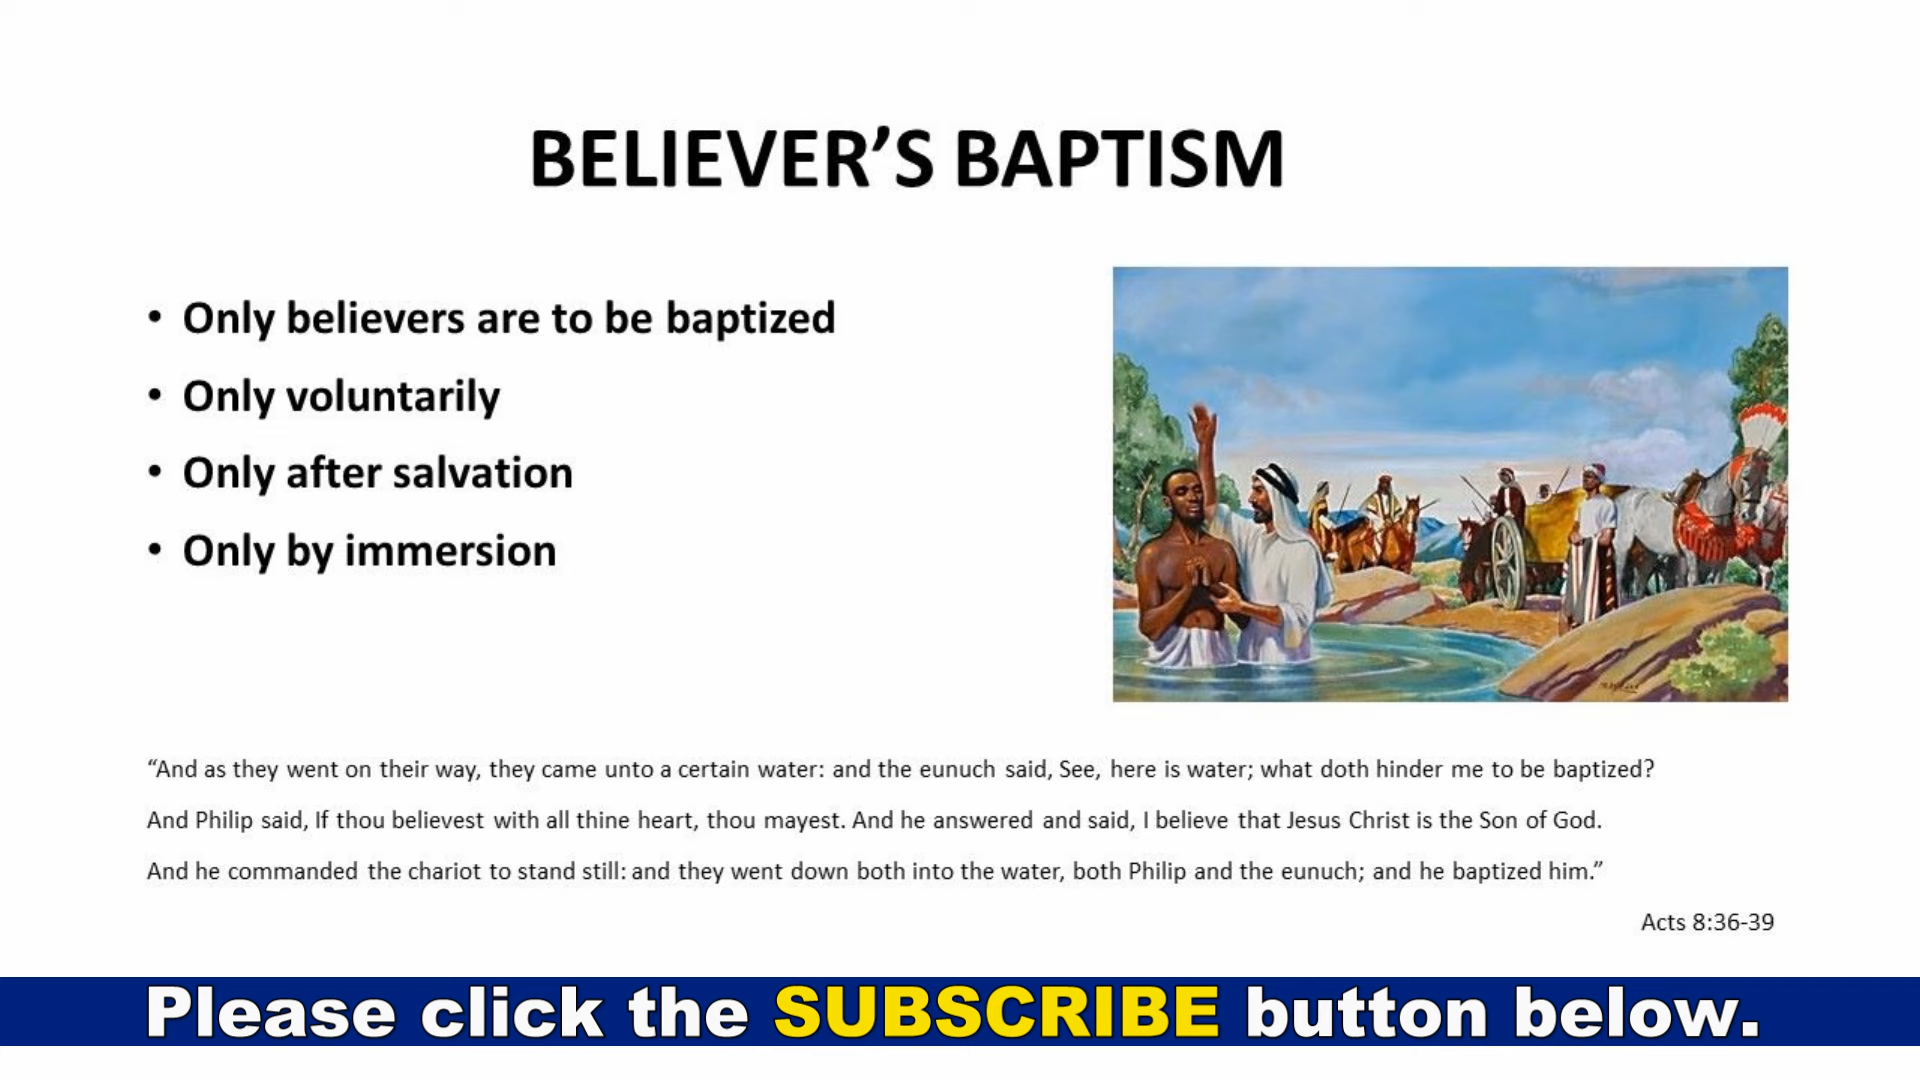 BELIEVER’S BAPTISM
• Only believers are to be baptized
• Only voluntarily
• Only after salvation
• Only by immersion
“And as they went on their way, they came unto a certain water: and the eunuch said, See, here is water; what doth hinder me to be baptized?
And Philip said, If thou believest with all thine heart, thou mayest. And he answered and said, I believe that Jesus Christ is the Son of God.
And he commanded the chariot to stand still: and they went down both into the water, both Philip and the eunuch; and he baptized him.”
Acts 8:36-39
Please click the SUBSCRIBE button below.